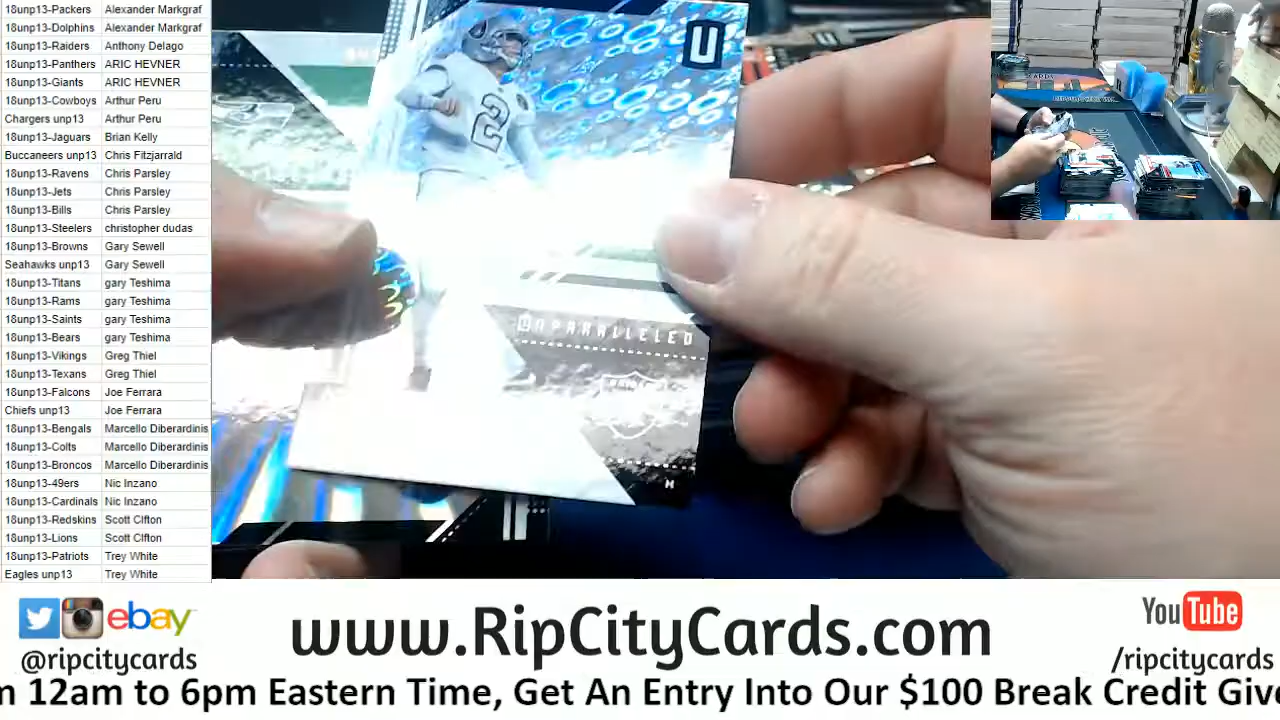 18unp13-Packers Alexander Markgraf
18unp13-Dolphins Alexander Markgraf
18unp13-Raiders Anthony Delago
18unp13-Panthers ARIC HEVNER
18unp13-Giants ARIC HEVNER
18unp13-Cowboys Arthur Peru
Chargers unp13 Arthur Peru
18unp13-Jaguars Brian Kelly
Buccaneers unp13 Chris Fitzjarrald
18unp13-Ravens Chris Parsley
18unp13-Jets Chris Parsley
18unp13-Bills Chris Parsley
18unp13-Steelers christopher dudas
18unp13-Browns Gary Sewell
Seahawks unp13 Gary Sewell
18unp13-Titans gary Teshima
18unp13-Rams gary Teshima
18unp13-Saints gary Teshima
18unp13-Bears gary Teshima
18unp13-Vikings Greg Thiel
18unp13-Texans Greg Thiel
18unp13-Falcons Joe Ferrara
Chiefs unp13 Joe Ferrara
18unp13-Bengals Marcello Diberardinis
18unp13-Colts Marcello Diberardinis
18unp13-Broncos Marcello Diberardinis
18unp13-49ers Nic Inzano
18unp13-Cardinals Nic Inzano
18unp13-Redskins Scott Clfton
18unp13-Lions Scott Clfton
18unp13-Patriots Trey White
Eagles unp13 Trey White
U
2
UNPARALLELED
ebay
@ripcitycards
www.RipCityCards.com
YouTube
/ripcitycards
12am to 6pm Eastern Time, Get An Entry Into Our $100 Break Credit